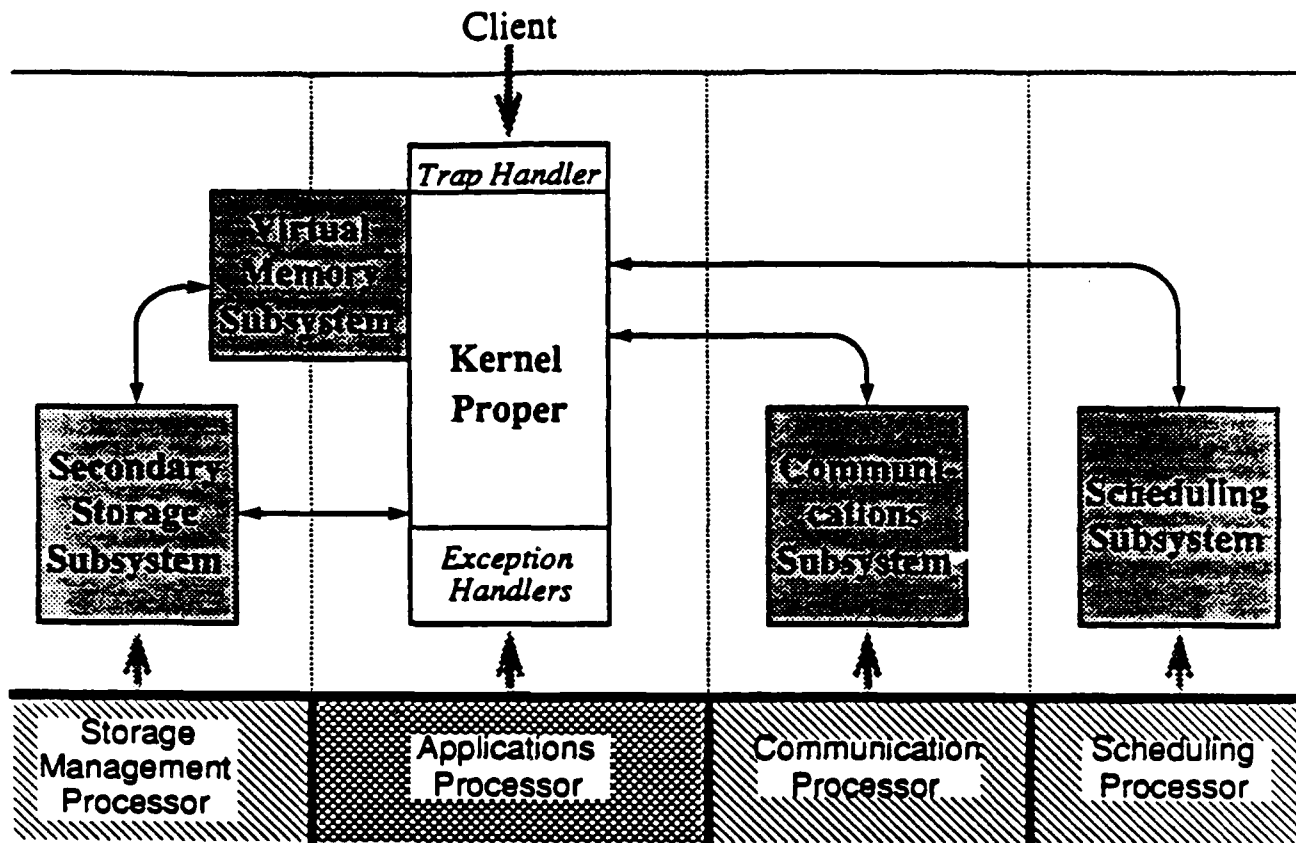 Client
Trap Handler
Virtual
Memory
Subsystem
Kernel
Proper
Secondary
Storage
Subsystem
Communi-
cations
Subsystem
Scheduling
Subsystem
Exception
Handlers
Storage
Management
Processor
Applications
Processor
Communication
Processor
Scheduling
Processor